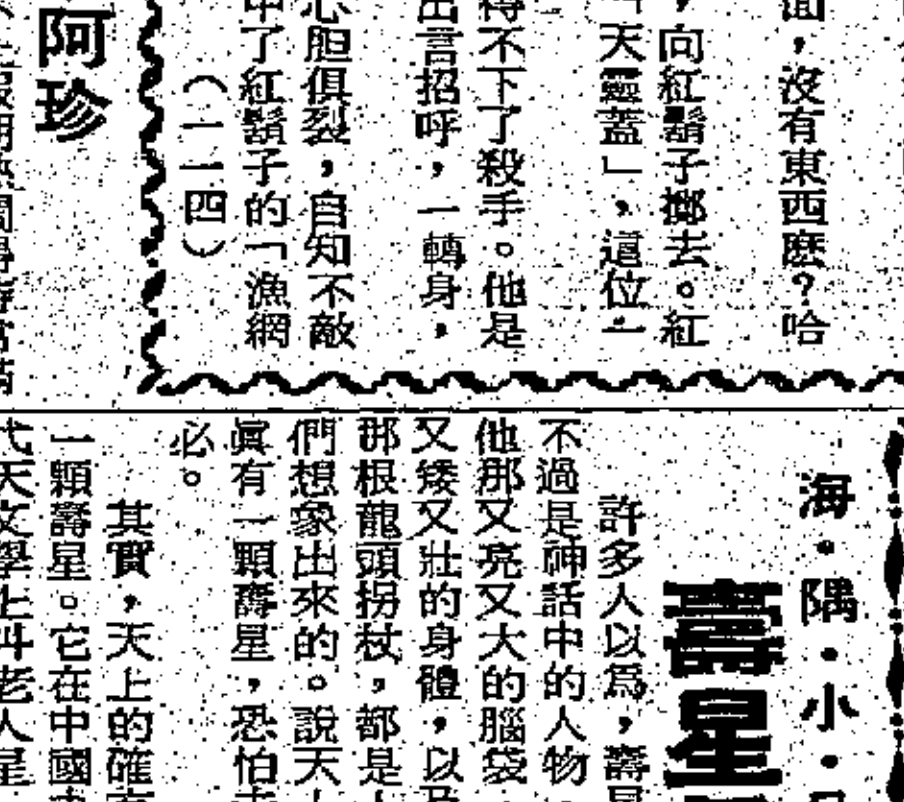 面,沒有東西麽?哈
,向紅鬍子擲去。紅
天靈蓋」,這位一
得不下了殺手。他是
出言招呼,一轉身,
心胆俱裂,自知不敵
中了紅鬍子的「漁網
(一一四)
阿珍
海·隅·小·
壽星
許多人以爲,壽星
不過是神話中的人物,
他那又亮又大的腦袋,
又矮又壯的身體,以及
那根龍頭拐杖,都是
們想象出來的。說天
眞有一顆壽星,恐怕
必。
其實,天上的確有
一顆壽星。它在中國
代天文學上叫老人星